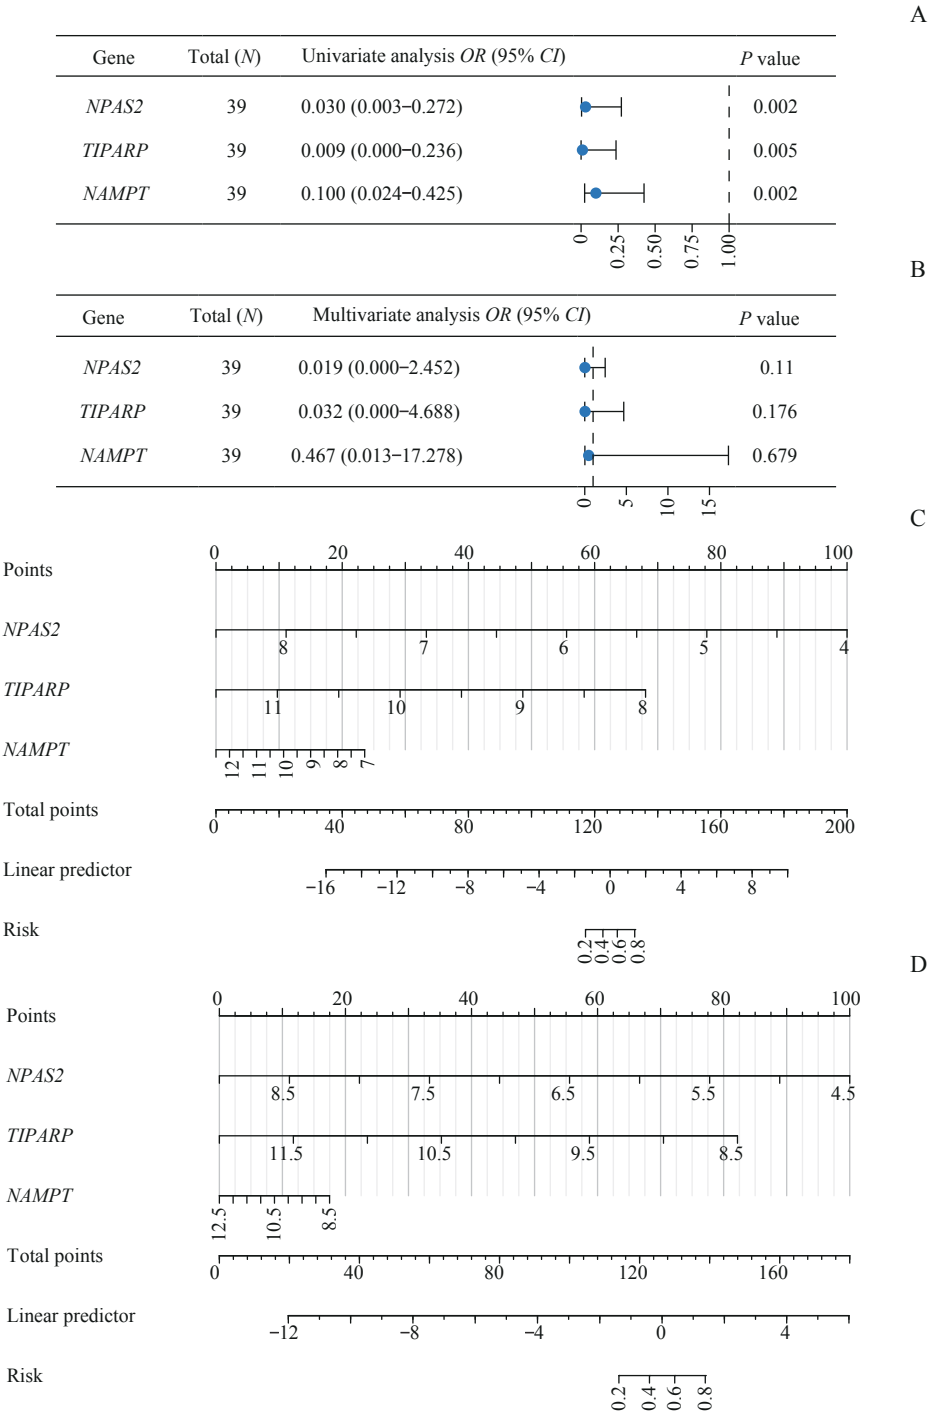 A
Gene Total (N) Univariate analysis OR (95% CI) P value
NPAS2 39 0.030 (0.003−0.272) 0.002
TIPARP 39 0.009 (0.000−0.236) 0.005
NAMPT 39 0.100 (0.024−0.425) 0.002
0 0.25 0.50 0.75 1.00
B
Gene Total (N) Multivariate analysis OR (95% CI) P value
NPAS2 39 0.019 (0.000−2.452) 0.11
TIPARP 39 0.032 (0.000−4.688) 0.176
NAMPT 39 0.467 (0.013−17.278) 0.679
0 5 10 15
C
0 20 40 60 80 100
Points
NPAS2
8 7 6 5 4
TIPARP
11 10 9 8
NAMPT
12 11 10 9 8 7
Total points
0 40 80 120 160 200
Linear predictor
−16 −12 −8 −4 0 4 8
Risk
0.2 0.4 0.6 0.8
D
0 20 40 60 80 100
Points
NPAS2
8.5 7.5 6.5 5.5 4.5
TIPARP
11.5 10.5 9.5 8.5
NAMPT
12.5 10.5 8.5
Total points
0 40 80 120 160
Linear predictor
−12 −8 −4 0 4
Risk
0.2 0.4 0.6 0.8